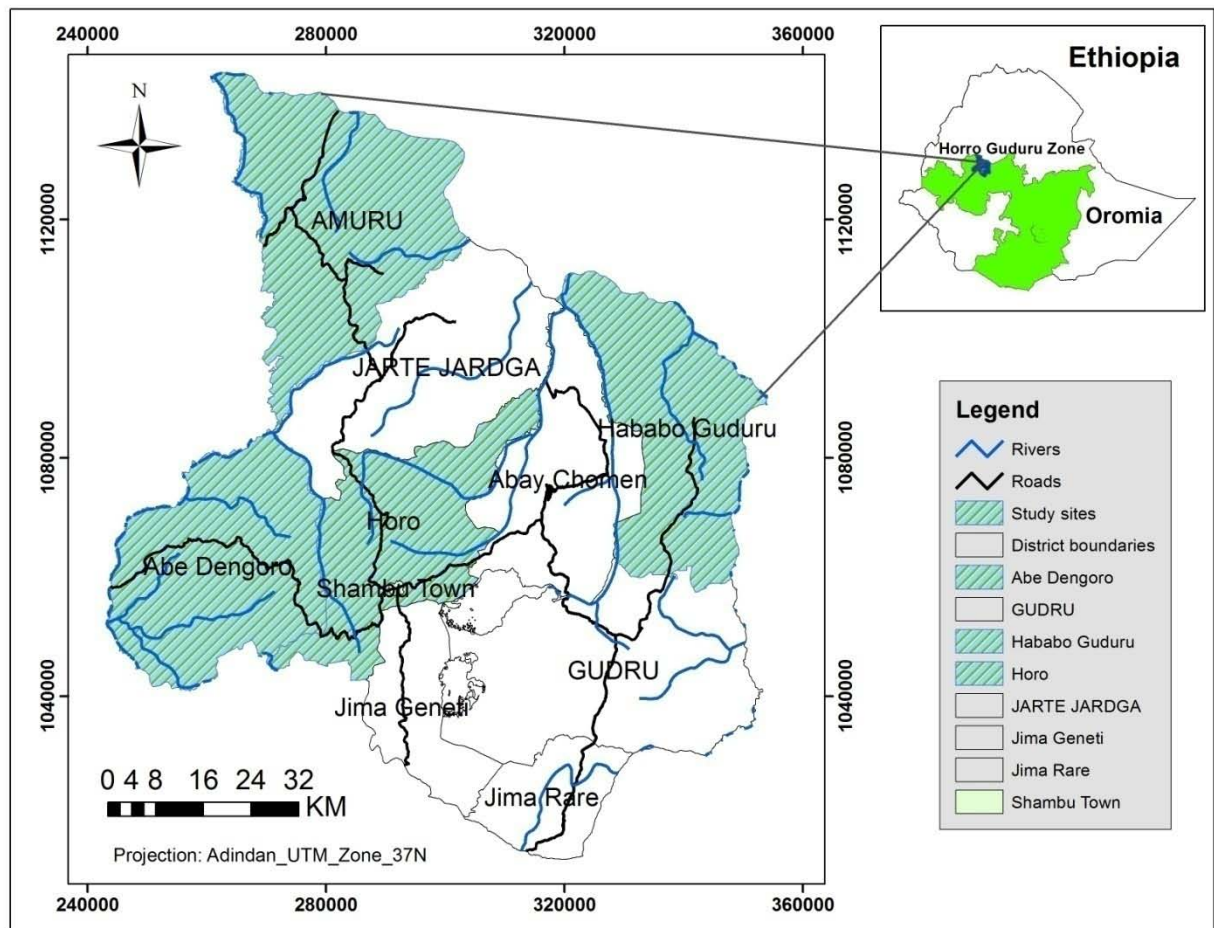 240000 280000 320000 360000
N
1120000
1080000
1040000
AMURU
JARTE JARDGA
Hababo Guduru
Abay Chomen
Horo
Abe Dengoro
Shambu Town
GUDRU
Jima Geneti
Jima Rare
0 4 8 16 24 32
KM
Projection: Adindan_UTM_Zone_37N
1120000
1080000
1040000
240000 280000 320000 360000
Ethiopia
Horro Guduru Zone
Oromia
Legend
Rivers
Roads
Study sites
District boundaries
Abe Dengoro
GUDRU
Hababo Guduru
Horo
JARTE JARDGA
Jima Geneti
Jima Rare
Shambu Town